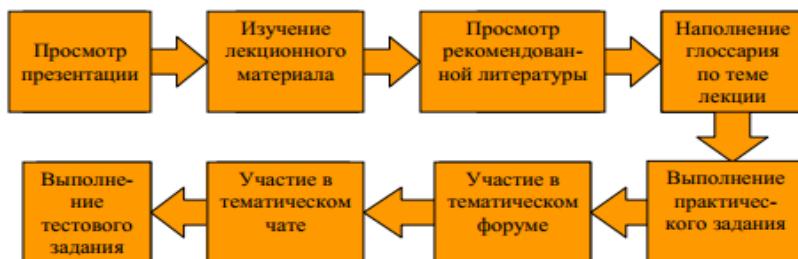 Просмотр
презентации
Изучение
лекционного
материала
Просмотр
рекомендован-
ной литературы
Наполнение
глоссария
по теме
лекции
Выполнение
практичес-
кого задания
Участие в
тематическом
форуме
Участие в
тематическом
чате
Выполне-
ние
тестового
задания